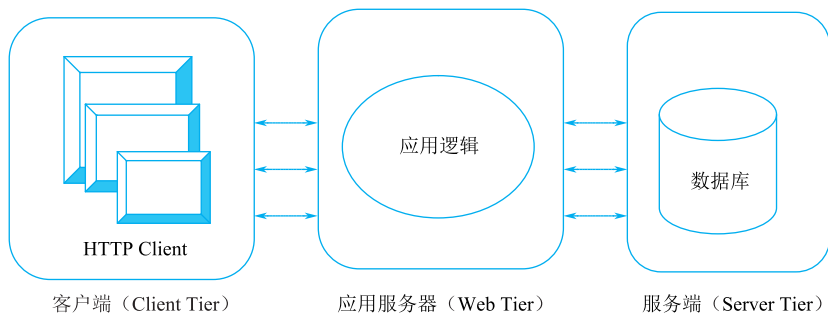 HTTP Client
应用逻辑
数据库
客户端（Client Tier）
应用服务器（Web Tier）
服务端（Server Tier）